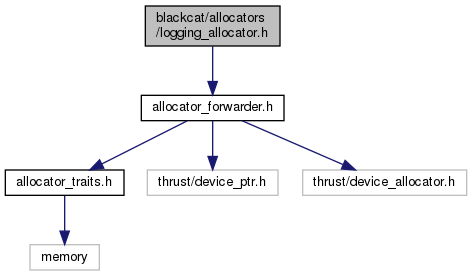 blackcat/allocators
/logging_allocator.h
allocator_forwarder.h
allocator_traits.h
thrust/device_ptr.h
thrust/device_allocator.h
memory